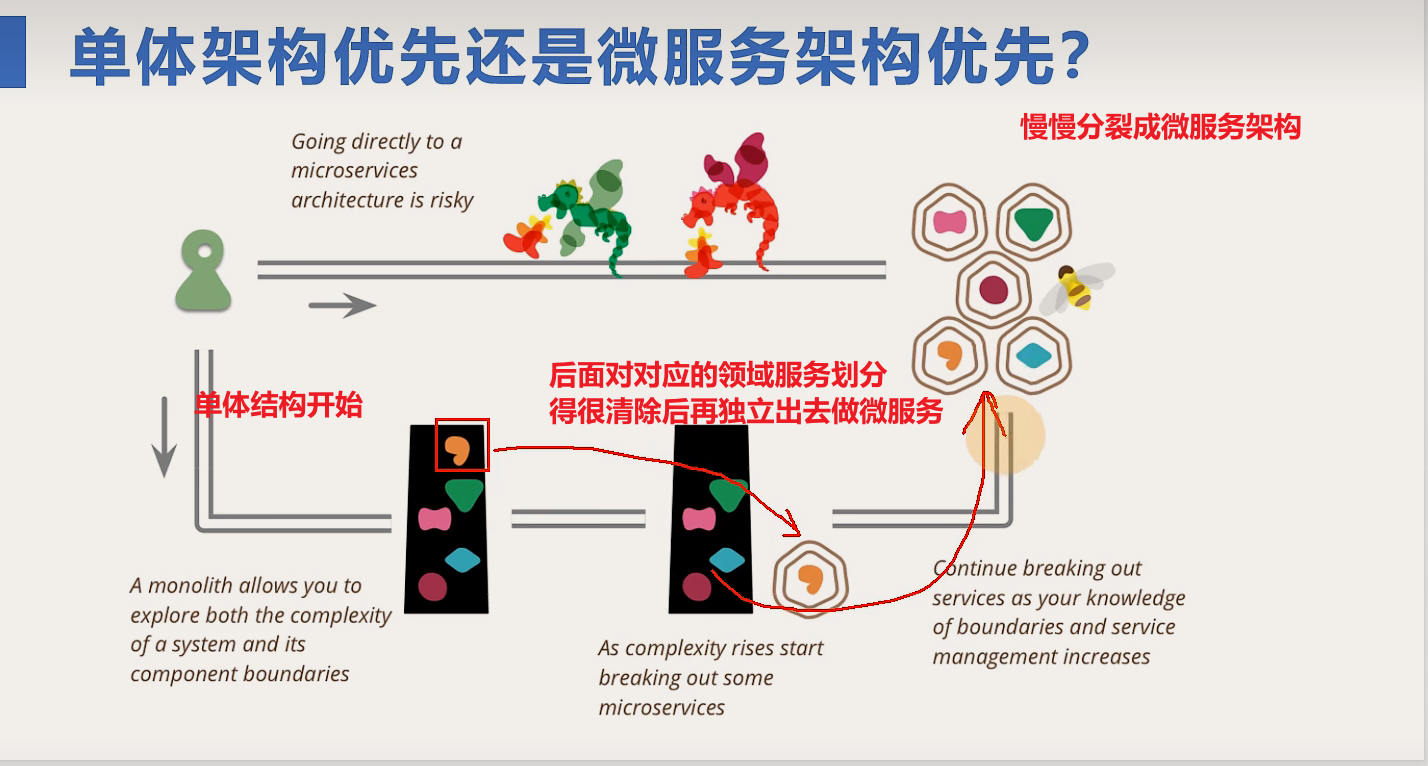 单体架构优先还是微服务架构优先？
慢慢分裂成微服务架构
Going directly to a
microservices
architecture is risky
单体结构开始
后面对对应的领域服务划分
得很清除后再独立出去做微服务
A monolith allows you to
explore both the complexity
of a system and its
component boundaries
As complexity rises start
breaking out some
microservices
Continue breaking out
services as your knowledge
of boundaries and service
management increases